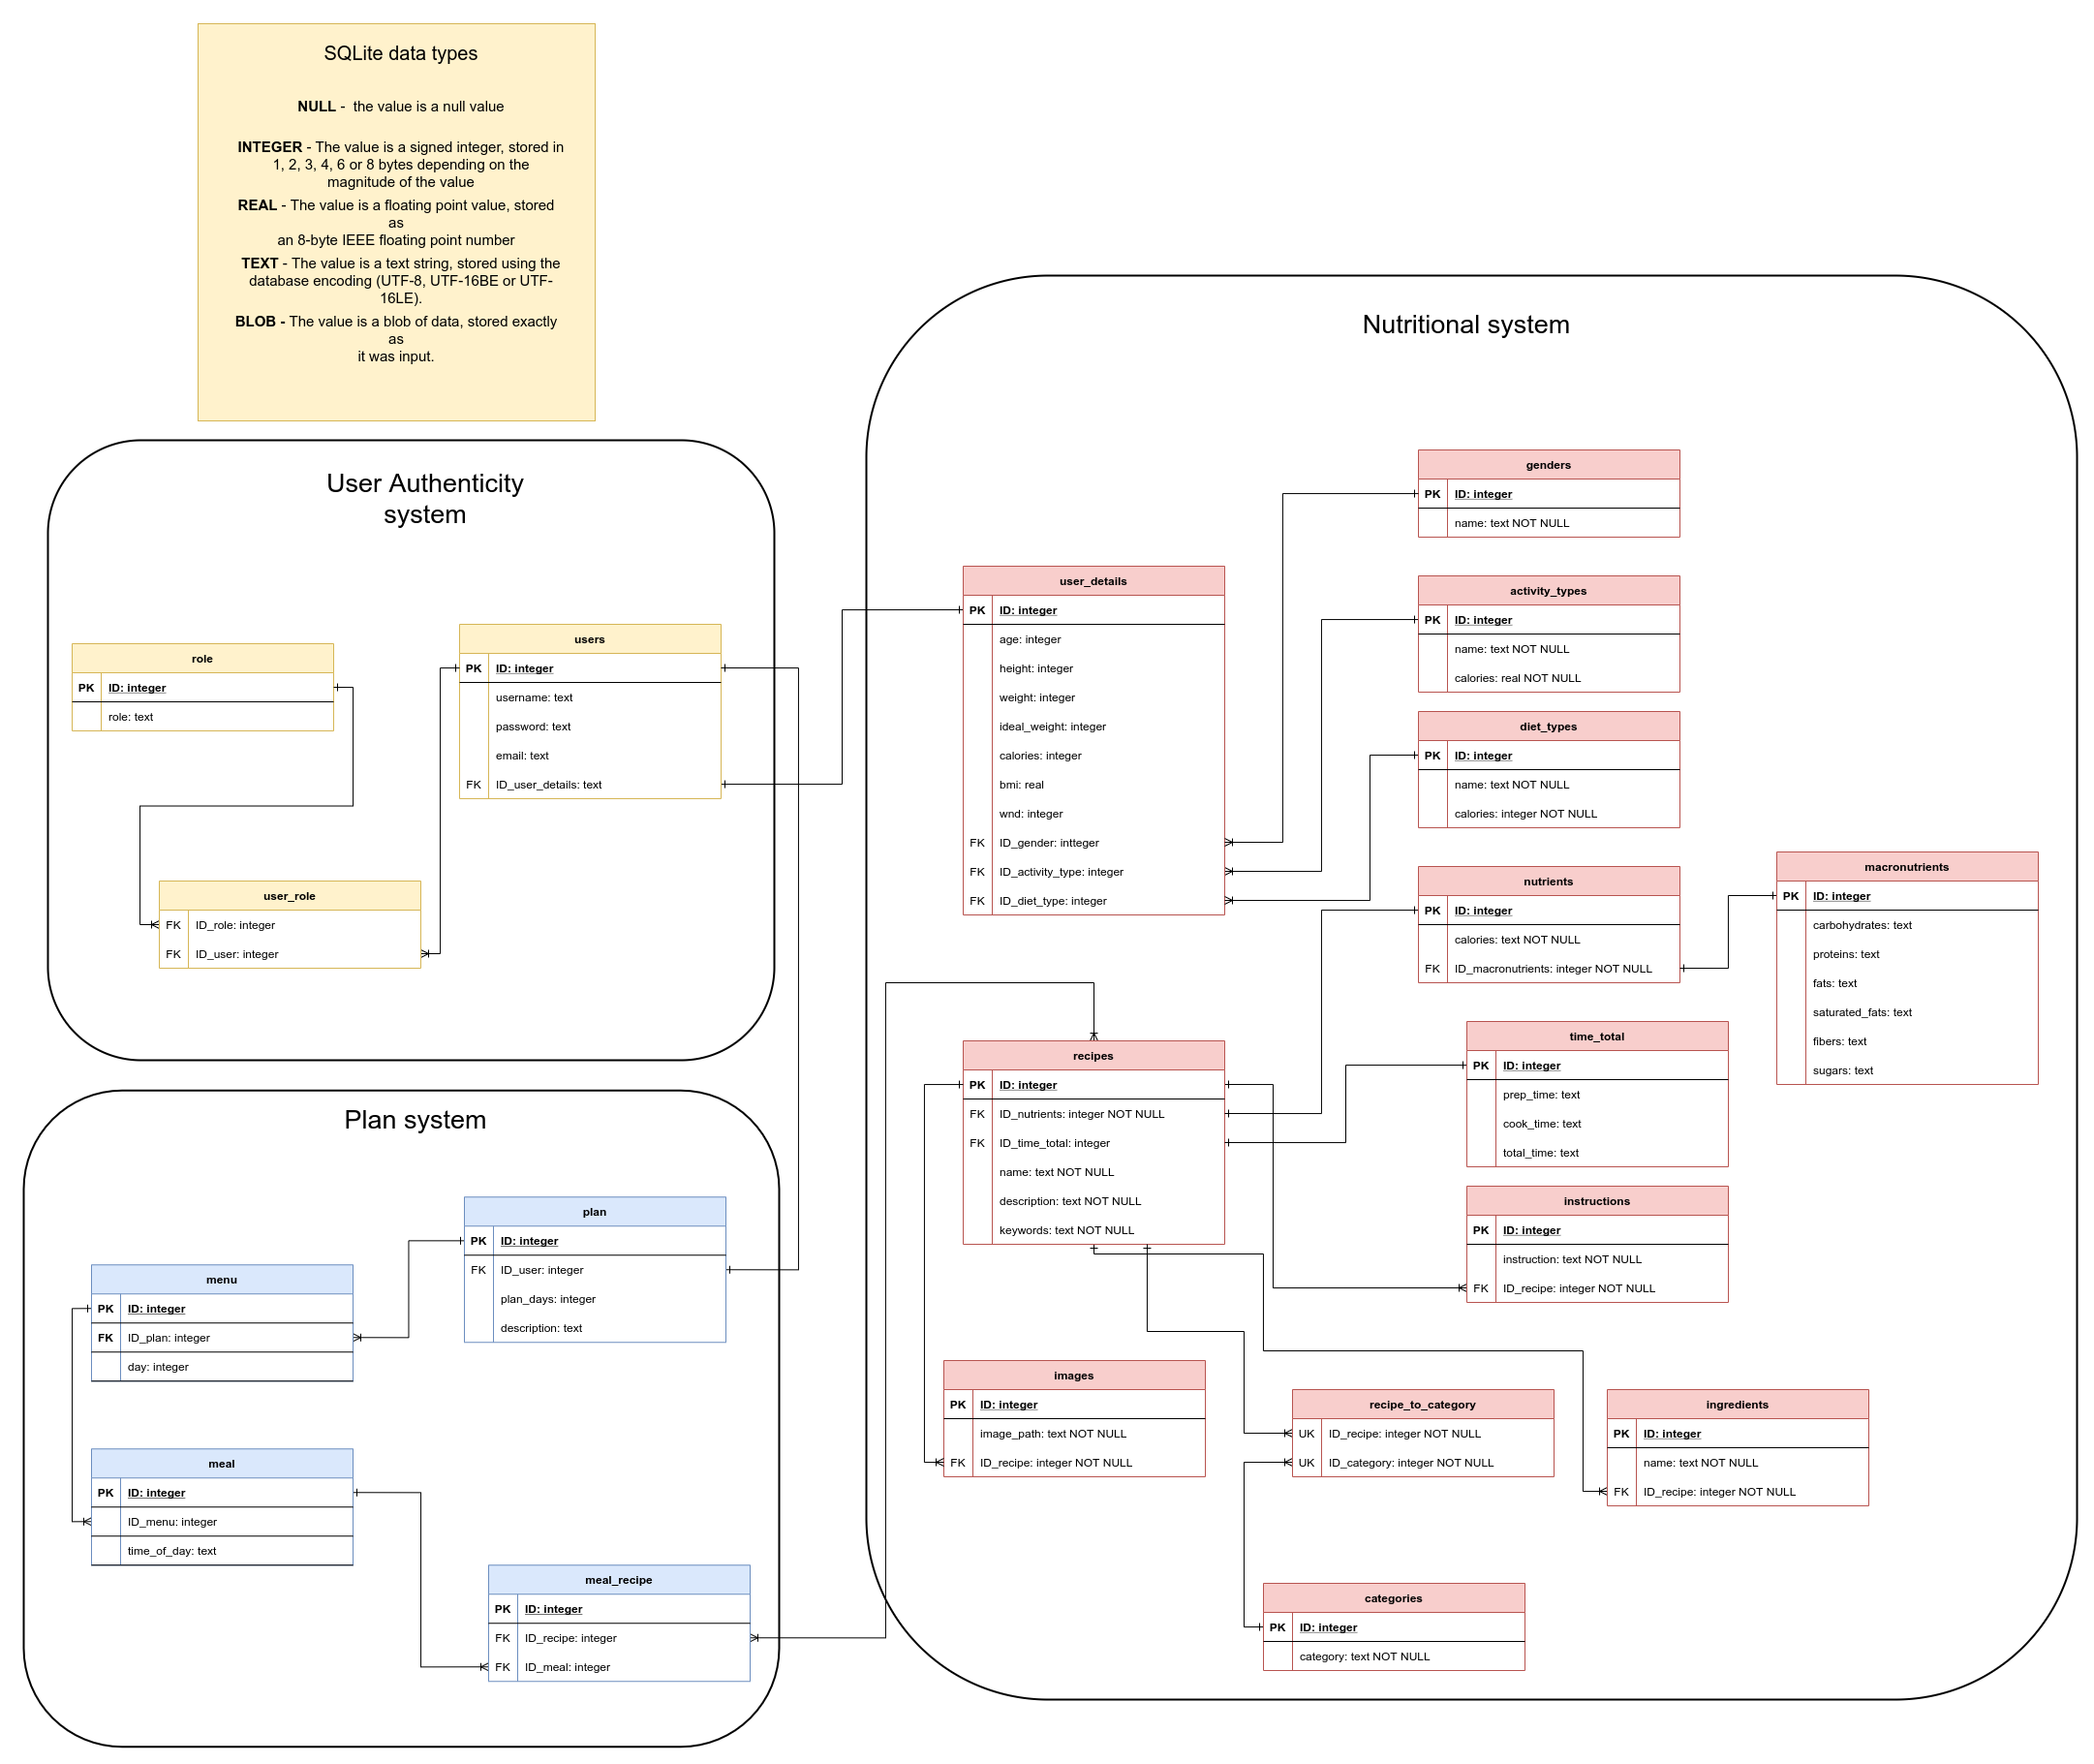 SQLite data types
NULL -  the value is a null value
INTEGER - The value is a signed integer, stored in
1, 2, 3, 4, 6 or 8 bytes depending on the
magnitude of the value
REAL - The value is a floating point value, stored
as
an 8-byte IEEE floating point number
TEXT - The value is a text string, stored using the
database encoding (UTF-8, UTF-16BE or UTF-
16LE).
BLOB - The value is a blob of data, stored exactly
as
it was input.
User Authenticity
system
role
PK ID: integer
role: text
users
PK ID: integer
username: text
password: text
email: text
FK ID_user_details: text
user_role
FK ID_role: integer
FK ID_user: integer
Plan system
plan
PK ID: integer
FK ID_user: integer
plan_days: integer
description: text
menu
PK ID: integer
FK ID_plan: integer
day: integer
meal
PK ID: integer
ID_menu: integer
time_of_day: text
meal_recipe
PK ID: integer
FK ID_recipe: integer
FK ID_meal: integer
Nutritional system
user_details
PK ID: integer
age: integer
height: integer
weight: integer
ideal_weight: integer
calories: integer
bmi: real
wnd: integer
FK ID_gender: intteger
FK ID_activity_type: integer
FK ID_diet_type: integer
genders
PK ID: integer
name: text NOT NULL
activity_types
PK ID: integer
name: text NOT NULL
calories: real NOT NULL
diet_types
PK ID: integer
name: text NOT NULL
calories: integer NOT NULL
nutrients
PK ID: integer
calories: text NOT NULL
FK ID_macronutrients: integer NOT NULL
macronutrients
PK ID: integer
carbohydrates: text
proteins: text
fats: text
saturated_fats: text
fibers: text
sugars: text
recipes
PK ID: integer
FK ID_nutrients: integer NOT NULL
FK ID_time_total: integer
name: text NOT NULL
description: text NOT NULL
keywords: text NOT NULL
time_total
PK ID: integer
prep_time: text
cook_time: text
total_time: text
instructions
PK ID: integer
instruction: text NOT NULL
FK ID_recipe: integer NOT NULL
images
PK ID: integer
image_path: text NOT NULL
FK ID_recipe: integer NOT NULL
recipe_to_category
UK ID_recipe: integer NOT NULL
UK ID_category: integer NOT NULL
ingredients
PK ID: integer
name: text NOT NULL
FK ID_recipe: integer NOT NULL
categories
PK ID: integer
category: text NOT NULL